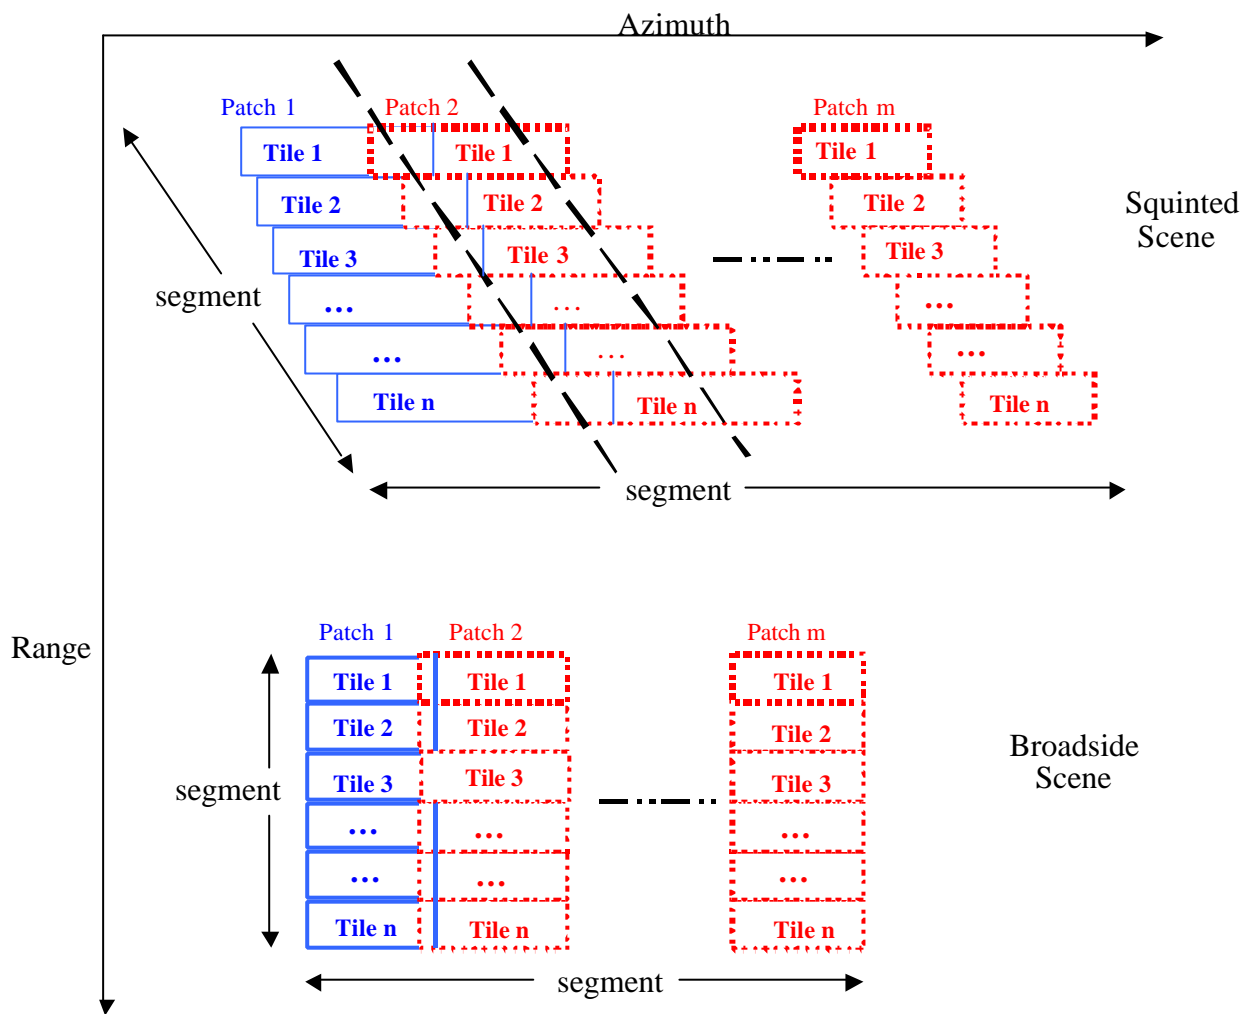 Azimuth
Patch 1 Patch 2 Patch m
Tile 1 Tile 1 Tile 1
Tile 2 Tile 2 Tile 2
Squinted
Scene
Tile 3 Tile 3 Tile 3
segment
... ... ...
... ... ...
Tile n Tile n Tile n
segment
Range
Patch 1 Patch 2 Patch m
Tile 1 Tile 1 Tile 1
Tile 2 Tile 2 Tile 2
Broadside
Scene
Tile 3 Tile 3 Tile 3
segment
... ... ...
... ... ...
Tile n Tile n Tile n
segment